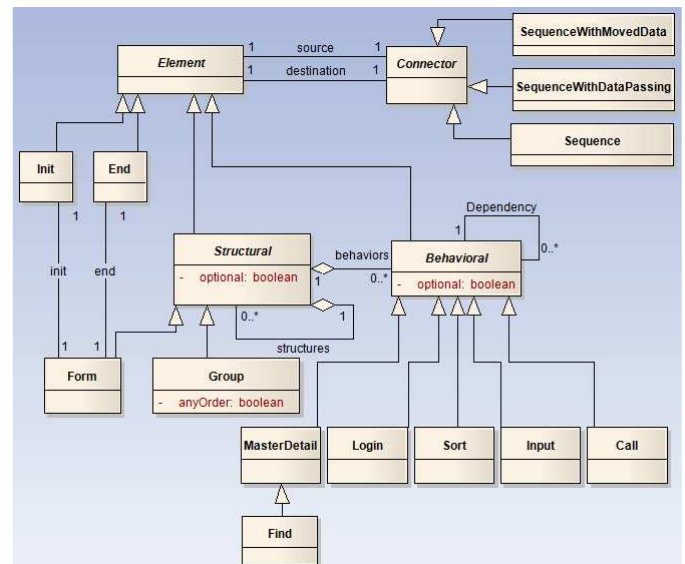 SequenceWithMovedData
Element
1 source 1
1 destination 1
Connector
SequenceWithDataPassing
Sequence
Init
End
1
1
Dependency
1
0..*
Structural
- optional: boolean
behaviors
1
0..*
Behavioral
- optional: boolean
init
end
0..*
1
structures
1
1
Form
Group
- anyOrder: boolean
MasterDetail
Login
Sort
Input
Call
Find